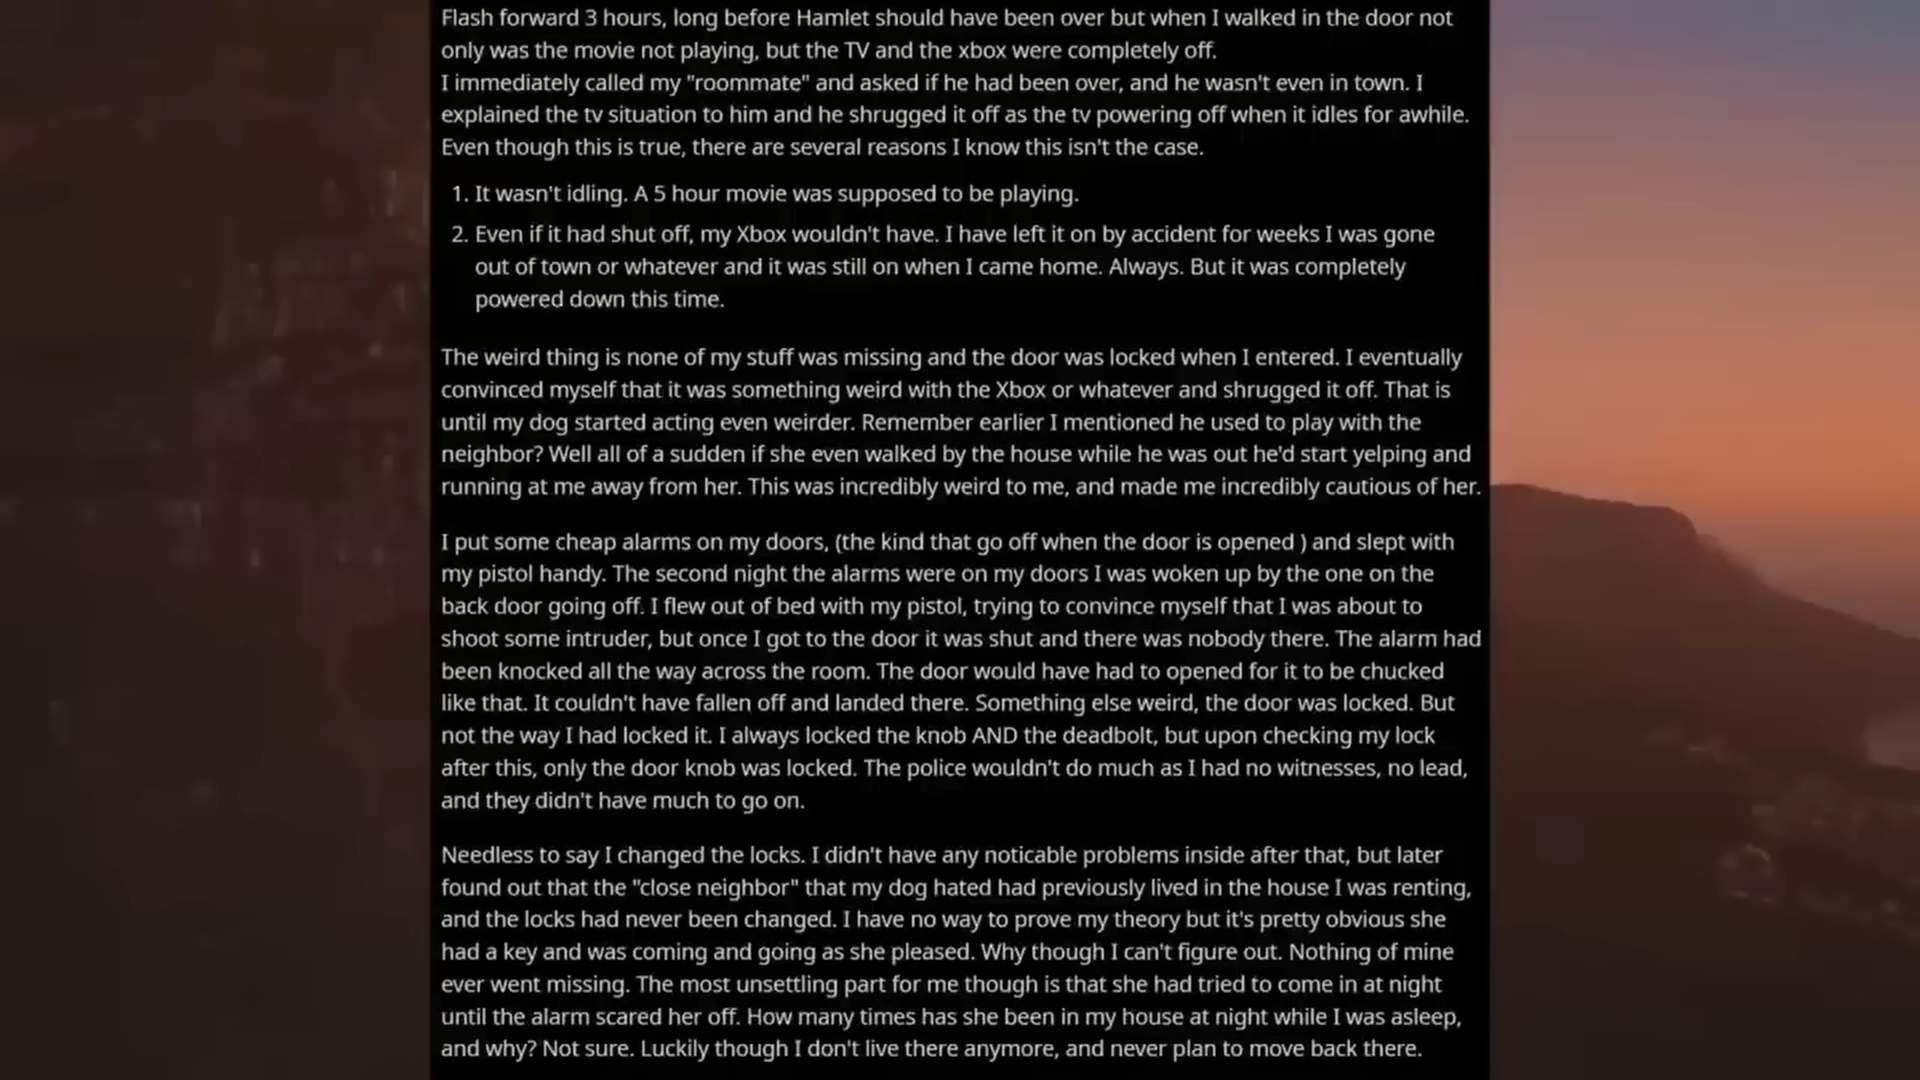 Flash forward 3 hours, long before Hamlet should have been over but when I walked in the door not
only was the movie not playing, but the TV and the xbox were completely off.
I immediately called my "roommate" and asked if he had been over, and he wasn't even in town. I
explained the tv situation to him and he shrugged it off as the tv powering off when it idles for awhile.
Even though this is true, there are several reasons I know this isn't the case.
1. It wasn't idling. A 5 hour movie was supposed to be playing.
2. Even if it had shut off, my Xbox wouldn't have. I have left it on by accident for weeks I was gone
out of town or whatever and it was still on when I came home. Always. But it was completely
powered down this time.
The weird thing is none of my stuff was missing and the door was locked when I entered. I eventually
convinced myself that it was something weird with the Xbox or whatever and shrugged it off. That is
until my dog started acting even weirder. Remember earlier I mentioned he used to play with the
neighbor? Well all of a sudden if she even walked by the house while he was out he'd start yelping and
running at me away from her. This was incredibly weird to me, and made me incredibly cautious of her.
I put some cheap alarms on my doors, (the kind that go off when the door is opened ) and slept with
my pistol handy. The second night the alarms were on my doors I was woken up by the one on the
back door going off. I flew out of bed with my pistol, trying to convince myself that I was about to
shoot some intruder, but once I got to the door it was shut and there was nobody there. The alarm had
been knocked all the way across the room. The door would have had to opened for it to be chucked
like that. It couldn't have fallen off and landed there. Something else weird, the door was locked. But
not the way I had locked it. I always locked the knob AND the deadbolt, but upon checking my lock
after this, only the door knob was locked. The police wouldn't do much as I had no witnesses, no lead,
and they didn't have much to go on.
Needless to say I changed the locks. I didn't have any noticable problems inside after that, but later
found out that the "close neighbor" that my dog hated had previously lived in the house I was renting,
and the locks had never been changed. I have no way to prove my theory but it's pretty obvious she
had a key and was coming and going as she pleased. Why though I can't figure out. Nothing of mine
ever went missing. The most unsettling part for me though is that she had tried to come in at night
until the alarm scared her off. How many times has she been in my house at night while I was asleep,
and why? Not sure. Luckily though I don't live there anymore, and never plan to move back there.